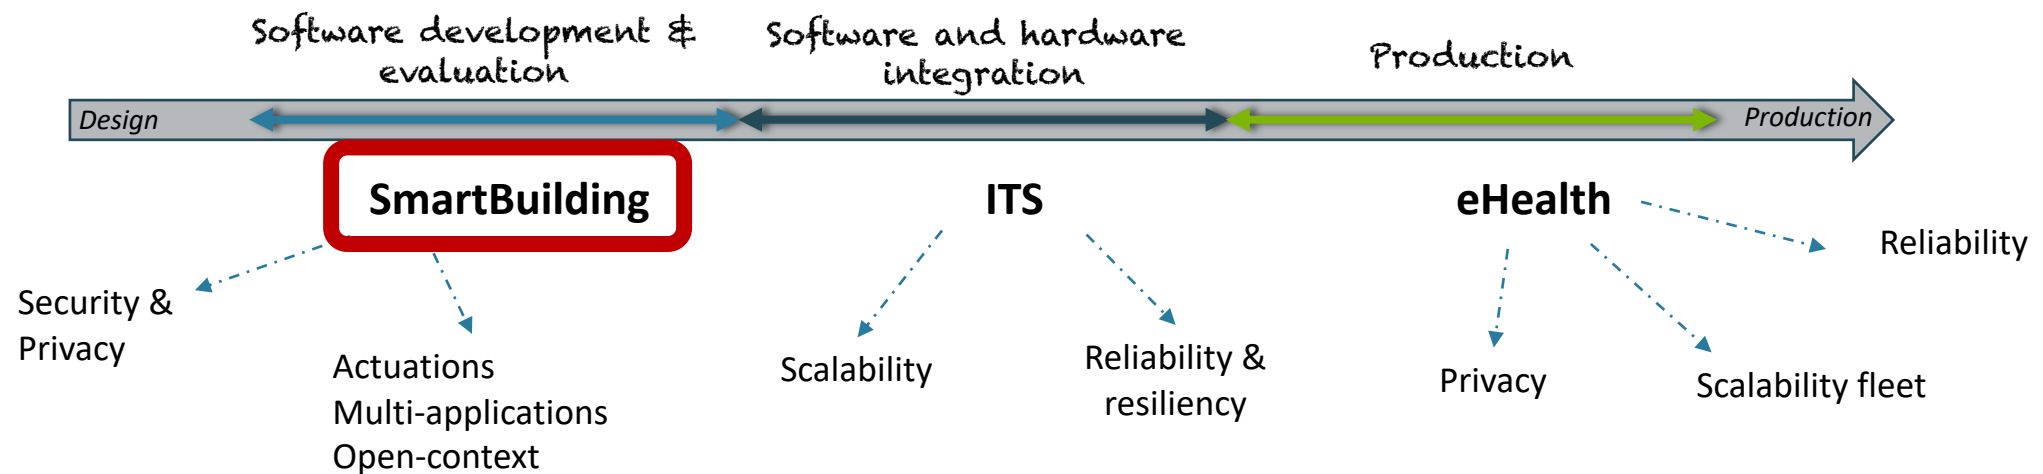 Software development &
evaluation
Software and hardware
integration
Production
Design
Production
SmartBuilding
ITS
eHealth
Security &
Privacy
Actuations
Multi-applications
Open-context
Scalability
Reliability &
resiliency
Privacy
Scalability fleet
Reliability